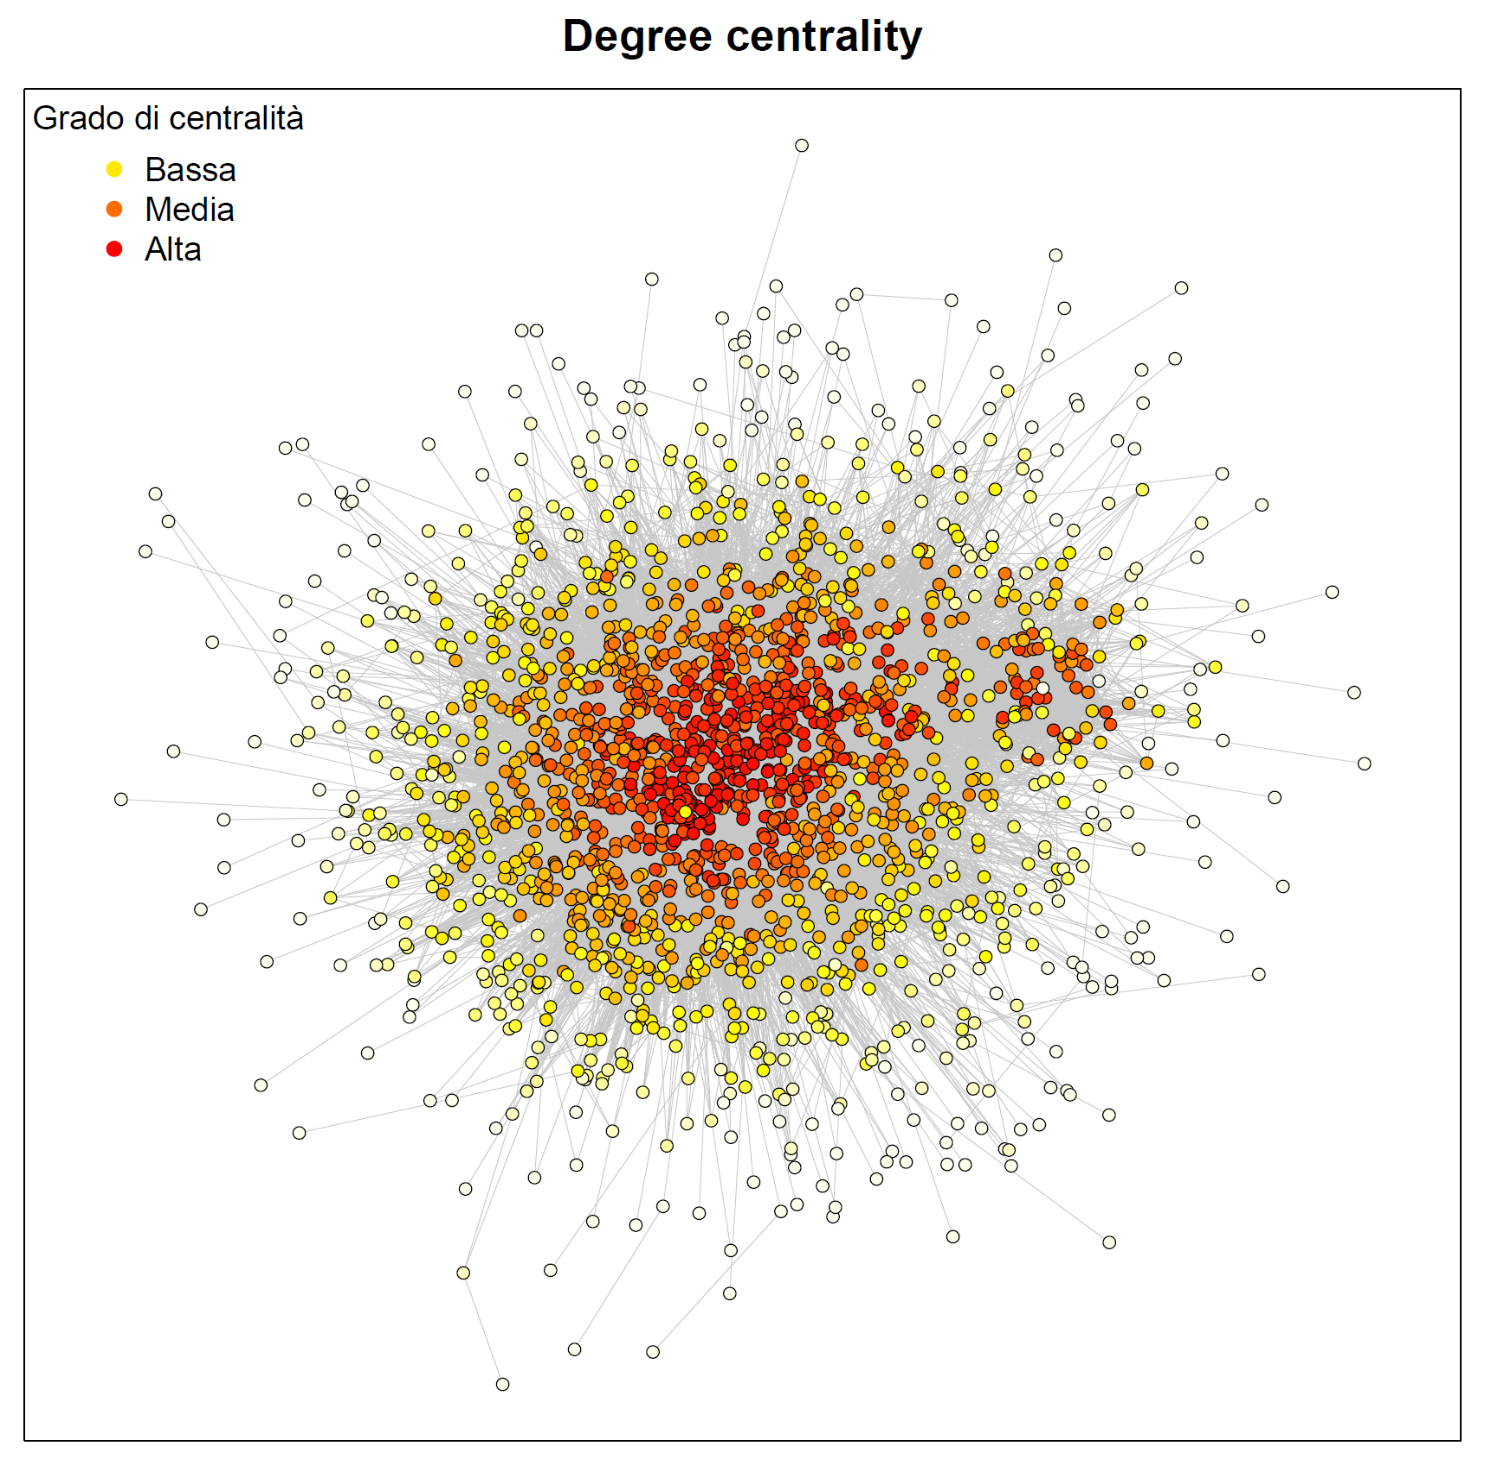 Degree centrality
Grado di centralità
Bassa
Media
Alta